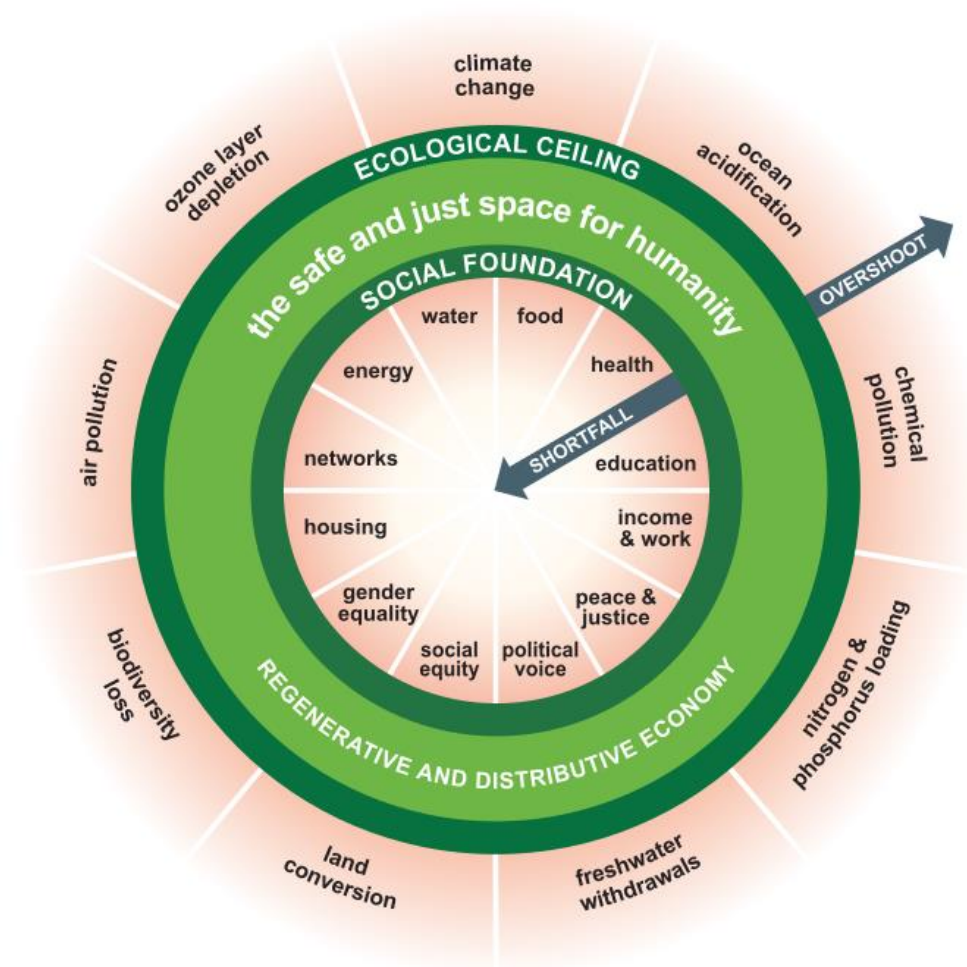 climate
change
ozone layer
depletion
ocean
acidification
ECOLOGICAL CEILING
the safe and just space for humanity
OVERSHOOT
SOCIAL FOUNDATION
water
food
energy
health
SHORTFALL
air pollution
chemical
pollution
networks
education
housing
income
& work
gender
equality
peace &
justice
social
equity
political
voice
biodiversity
loss
nitrogen &
phosphorus loading
REGENERATIVE AND DISTRIBUTIVE ECONOMY
land
conversion
freshwater
withdrawals